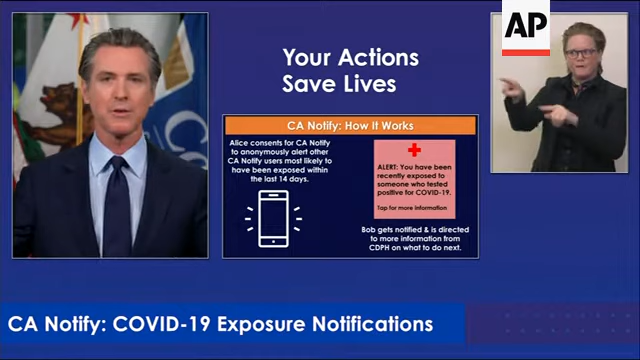 AP
Your Actions
Save Lives
CA Notify: How It Works
Alice consents for CA Notify
to anonymously alert other
CA Notify users most likely to
have been exposed within
the last 14 days.
ALERT: You have been
recently exposed to
someone who tested
positive for COVID-19.
Tap for more information
Bob gets notified & is directed
to more information from
CDPH on what to do next.
CA Notify: COVID-19 Exposure Notifications